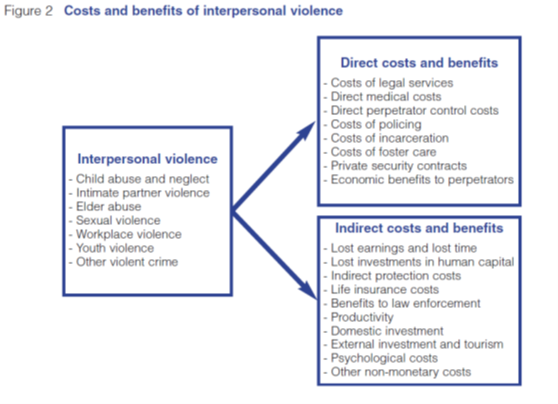 Figure 2 Costs and benefits of interpersonal violence
Interpersonal violence
- Child abuse and neglect
- Intimate partner violence
- Elder abuse
- Sexual violence
- Workplace violence
- Youth violence
- Other violent crime
Direct costs and benefits
- Costs of legal services
- Direct medical costs
- Direct perpetrator control costs
- Costs of policing
- Costs of incarceration
- Costs of foster care
- Private security contracts
- Economic benefits to perpetrators
Indirect costs and benefits
- Lost earnings and lost time
- Lost investments in human capital
- Indirect protection costs
- Life insurance costs
- Benefits to law enforcement
- Productivity
- Domestic investment
- External investment and tourism
- Psychological costs
- Other non-monetary costs